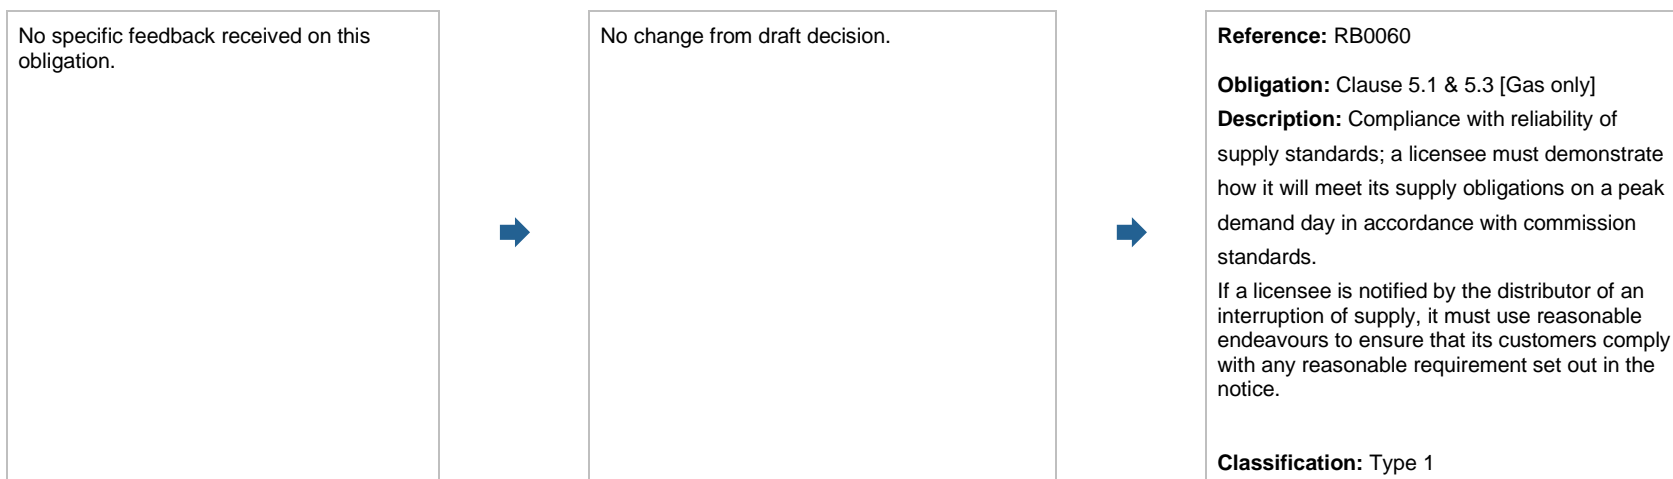 No specific feedback received on this
obligation.
No change from draft decision.
Reference: RB0060
Obligation: Clause 5.1 & 5.3 [Gas only]
Description: Compliance with reliability of
supply standards; a licensee must demonstrate
how it will meet its supply obligations on a peak
demand day in accordance with commission
standards.
If a licensee is notified by the distributor of an
interruption of supply, it must use reasonable
endeavours to ensure that its customers comply
with any reasonable requirement set out in the
notice.
Classification: Type 1